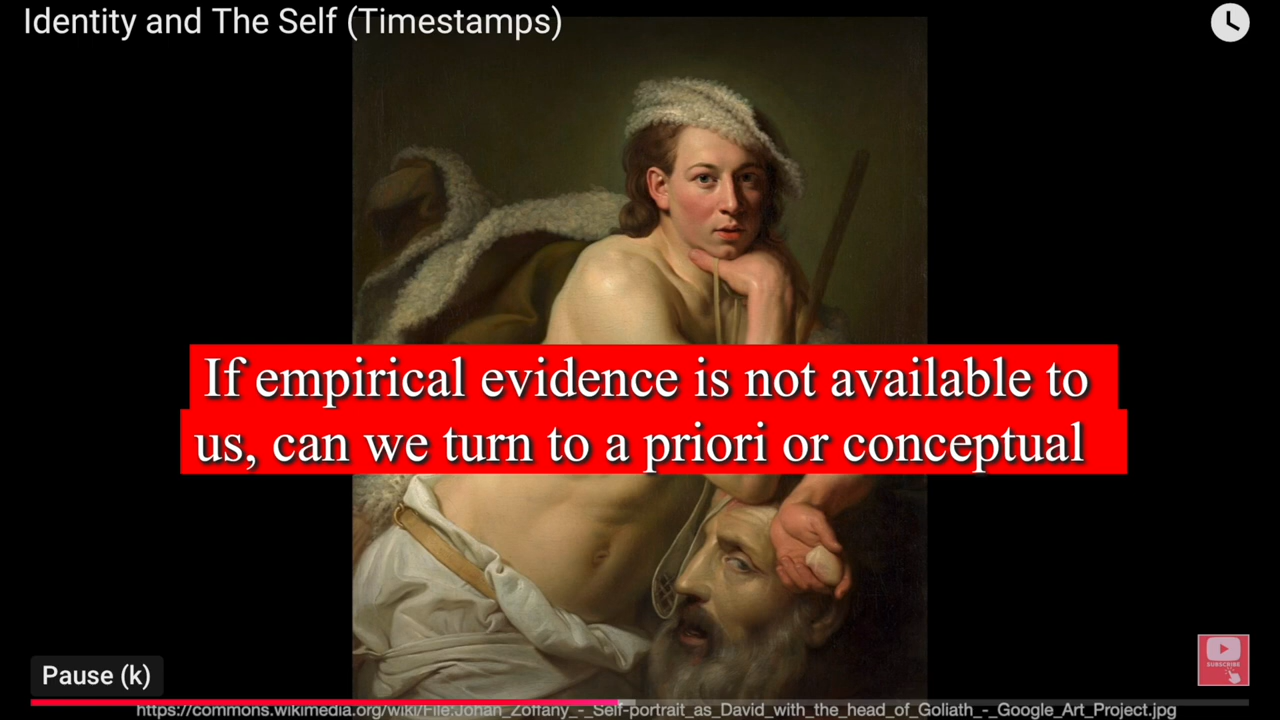 Identity and The Self (Timestamps)
If empirical evidence is not available to
us, can we turn to a priori or conceptual
SUBSCRIBE
Pause (k)
https://commons.wikimedia.org/wiki/File:Johan_Zoffany_-_Self-portrait_as_David_with_the_head_of_Goliath_-_Google_Art_Project.jpg